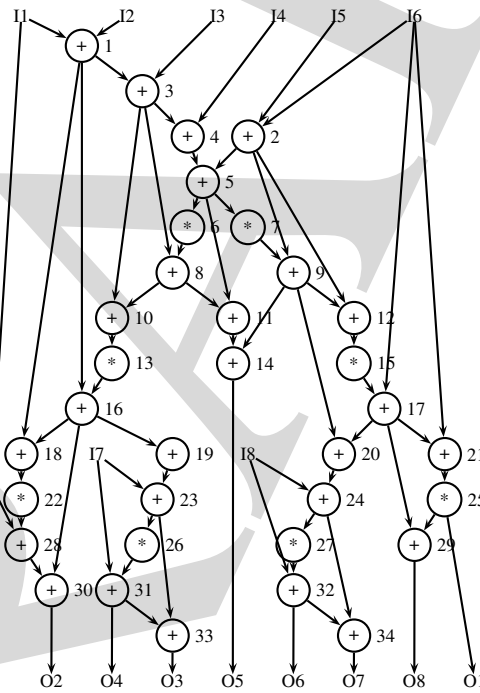 I1 I2 I3 I4 I5 I6
+ 1
+ 3
+ 4 + 2
+ 5
* 6 * 7
+ 8 + 9
+ 10 + 11 + 12
* 13 + 14 * 15
+ 16 + 17
+ 18 I7 + 19 I8 + 20 + 21
* 22 + 23 + 24 * 25
+ 28 * 26 * 27 + 29
+ 30 + 31 + 32
+ 33 + 34
O2 O4 O3 O5 O6 O7 O8